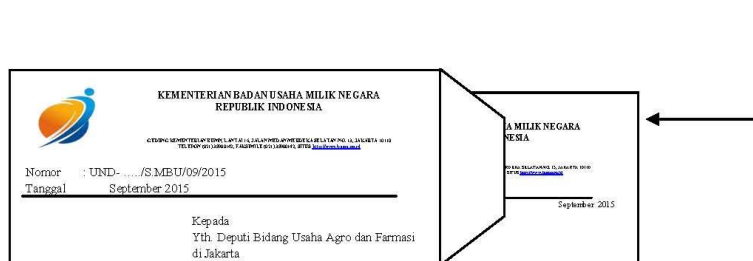 KEMENTERIAN BADAN USAHA MILIK NEGARA
REPUBLIK INDONESIA
Nomor : UND- ...../S.MBU/09/2015
Tanggal September 2015
Kepada
Yth. Deputi Bidang Usaha Agro dan Farmasi
di Jakarta
A MILIK NEGARA
NESIA
September 2015